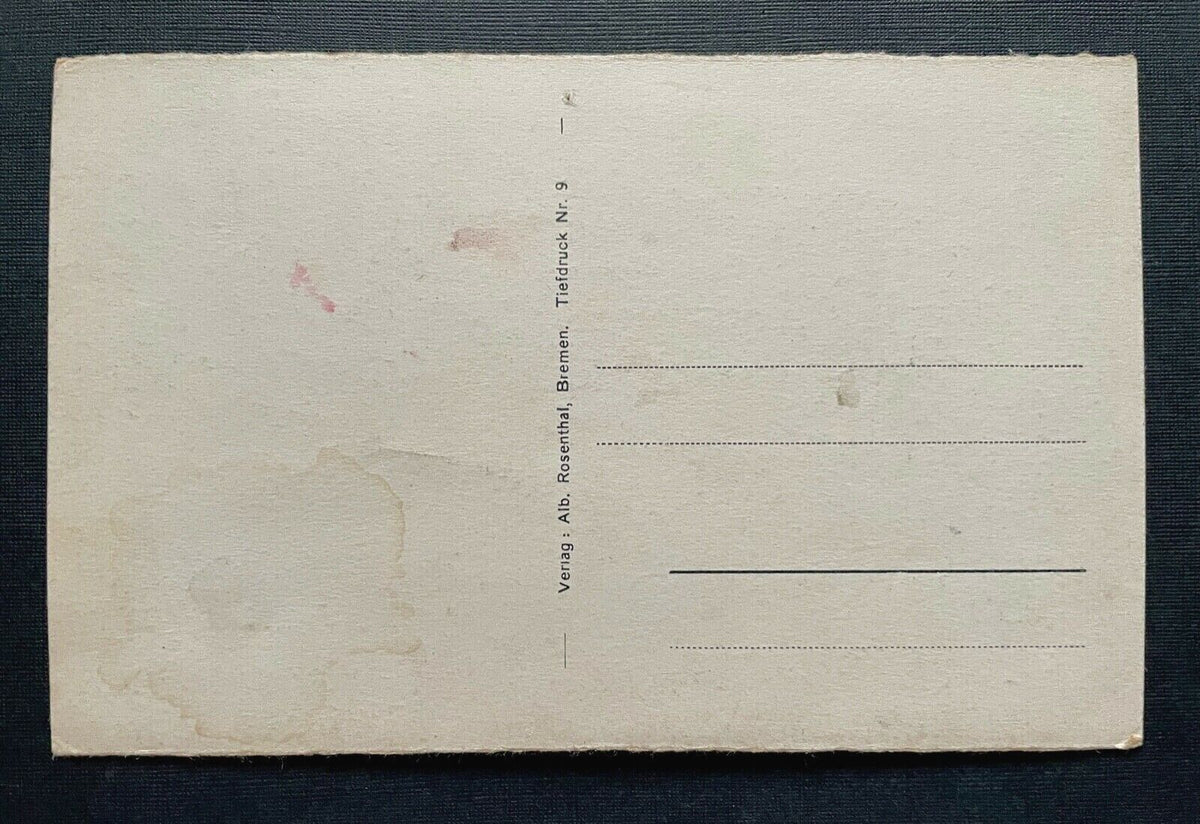 Verlag: Alb. Rosenthal, Bremen. Tiefdruck Nr. 9